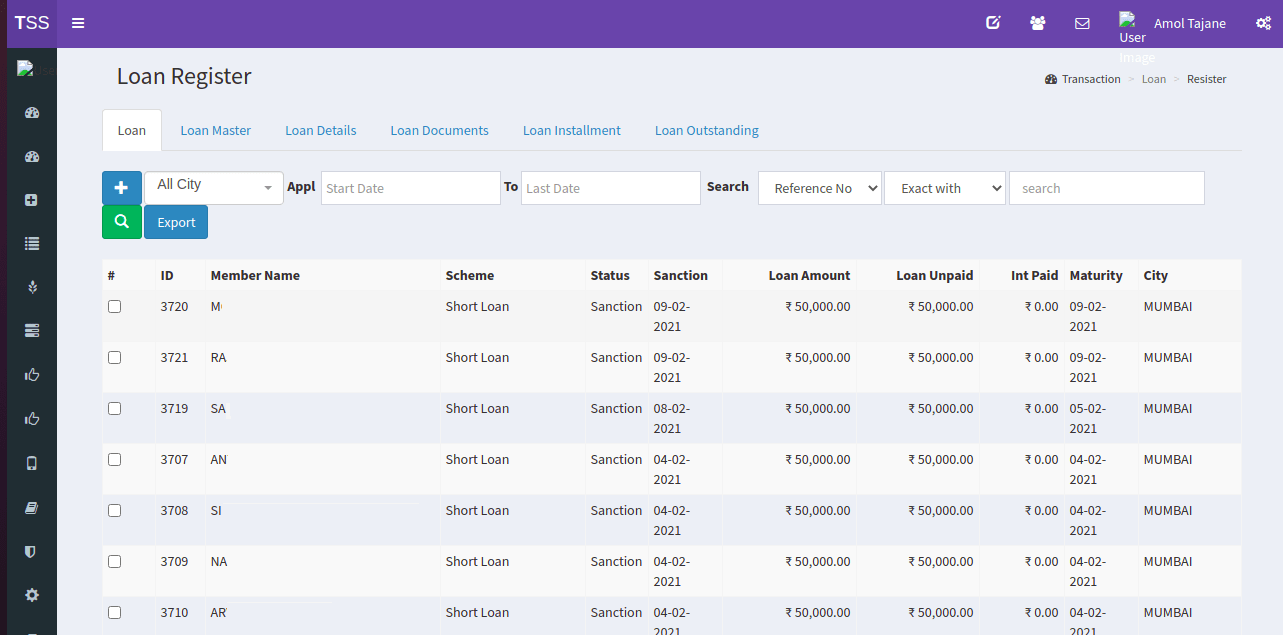 TSS
Amol Tajane
User
Image
Loan Register
Transaction > Loan > Resister
Loan Loan Master Loan Details Loan Documents Loan Installment Loan Outstanding
+ All City Appl Start Date To Last Date Search Reference No Exact with search
Export
# ID Member Name Scheme Status Sanction Loan Amount Loan Unpaid Int Paid Maturity City
3720 M Short Loan Sanction 09-02- ₹ 50,000.00 ₹ 50,000.00 ₹ 0.00 09-02- MUMBAI
2021 2021
3721 RA Short Loan Sanction 09-02- ₹ 50,000.00 ₹ 50,000.00 ₹ 0.00 09-02- MUMBAI
2021 2021
3719 SA Short Loan Sanction 08-02- ₹ 50,000.00 ₹ 50,000.00 ₹ 0.00 05-02- MUMBAI
2021 2021
3707 AN Short Loan Sanction 04-02- ₹ 50,000.00 ₹ 50,000.00 ₹ 0.00 04-02- MUMBAI
2021 2021
3708 SI Short Loan Sanction 04-02- ₹ 50,000.00 ₹ 50,000.00 ₹ 0.00 04-02- MUMBAI
2021 2021
3709 NA Short Loan Sanction 04-02- ₹ 50,000.00 ₹ 50,000.00 ₹ 0.00 04-02- MUMBAI
2021 2021
3710 AR Short Loan Sanction 04-02- ₹ 50,000.00 ₹ 50,000.00 ₹ 0.00 04-02- MUMBAI
2021 2021